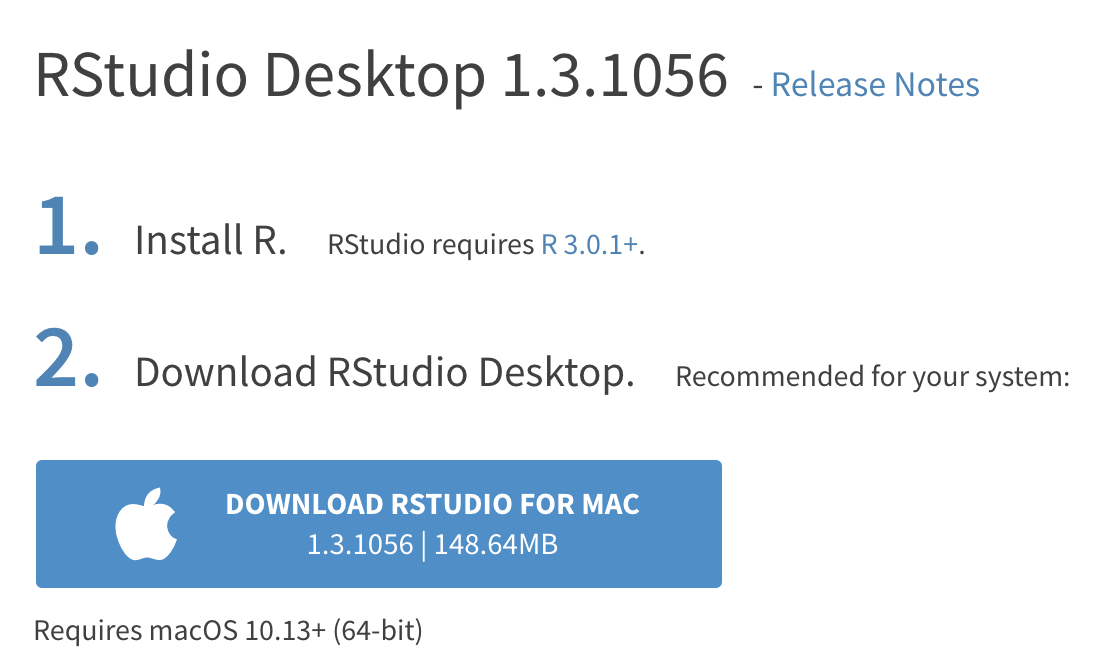 RStudio Desktop 1.3.1056 - Release Notes
1. Install R. RStudio requires R 3.0.1+.
2. Download RStudio Desktop. Recommended for your system:
DOWNLOAD RSTUDIO FOR MAC
1.3.1056 | 148.64MB
Requires macOS 10.13+ (64-bit)